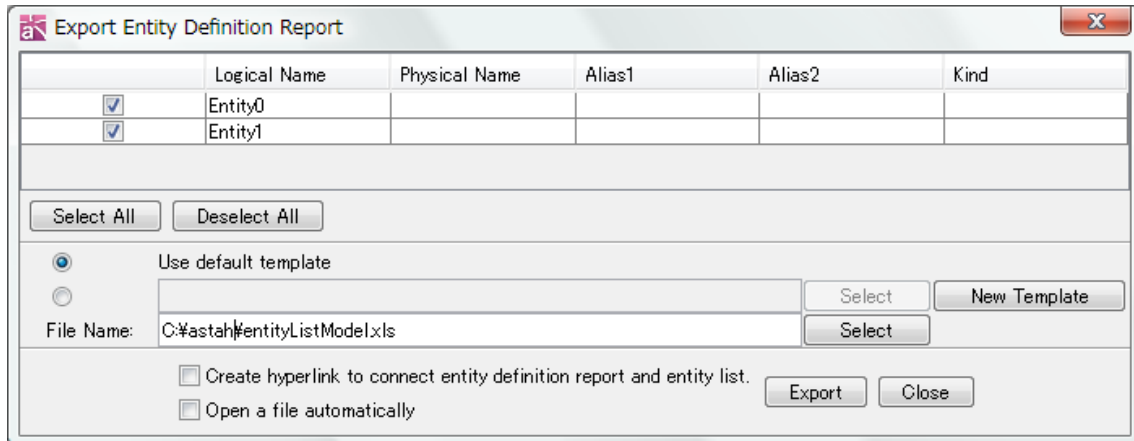 Export Entity Definition Report
Logical Name Physical Name Alias1 Alias2 Kind
Entity0
Entity1
Select All Deselect All
Use default template
Select New Template
File Name: C:¥astah¥entityListModel.xls Select
Create hyperlink to connect entity definition report and entity list.
Export Close
Open a file automatically